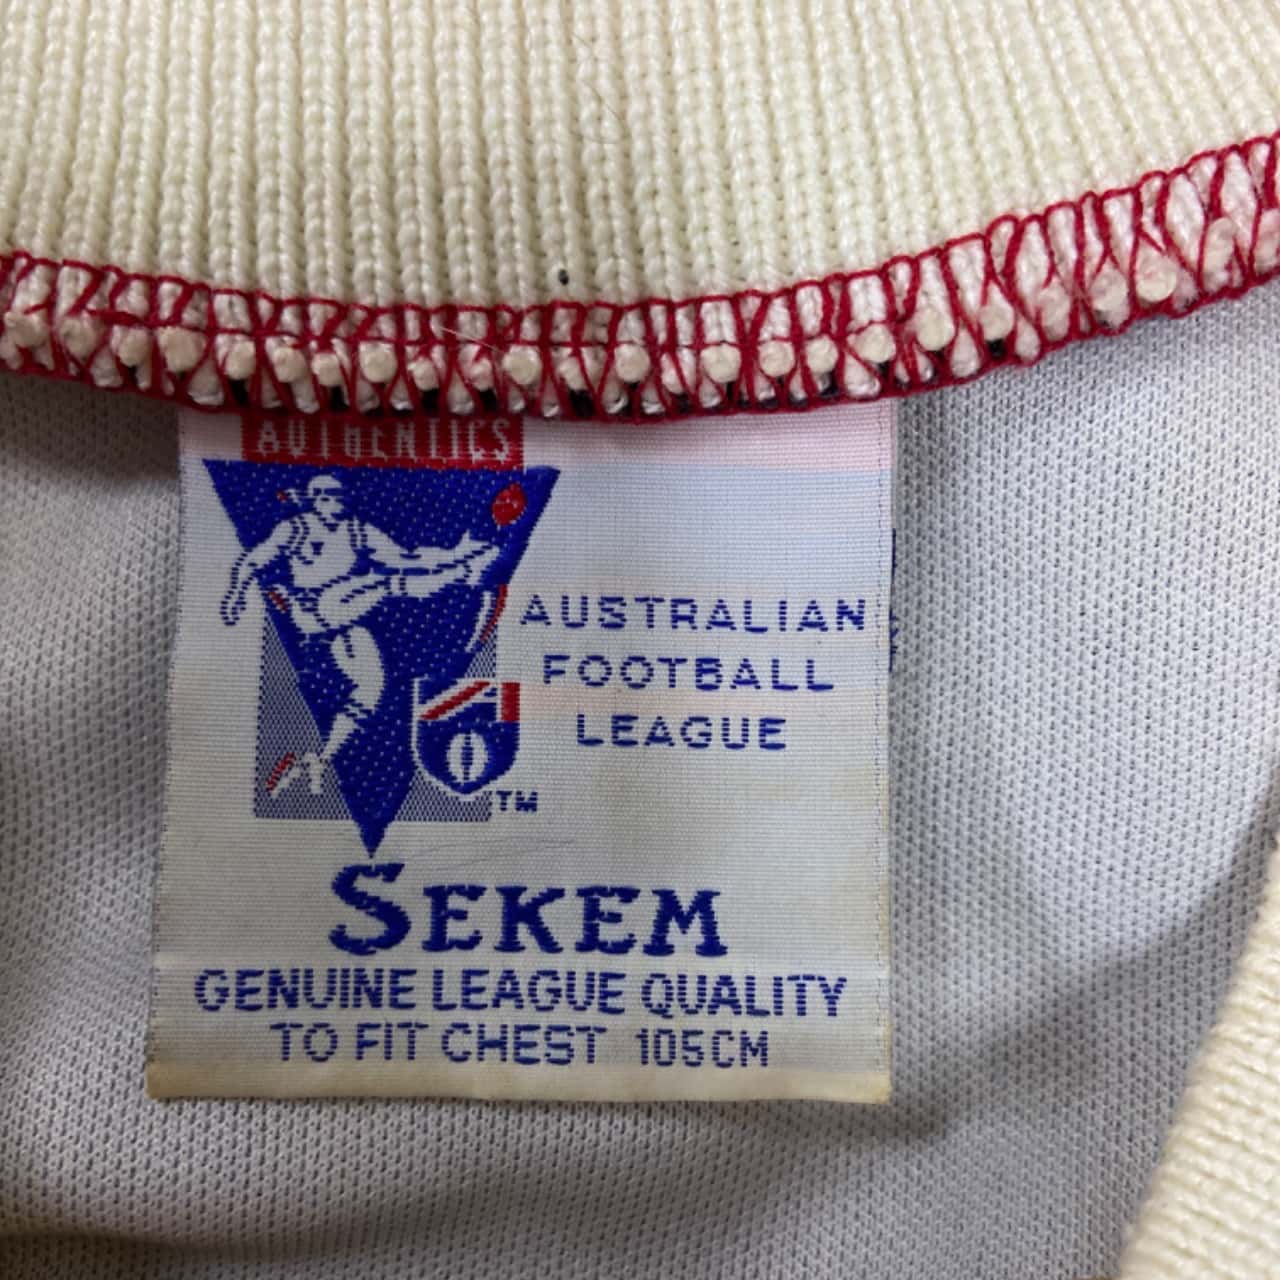 AUTHENTICS
AUSTRALIAN
FOOTBALL
LEAGUE
TM
SEKEM
GENUINE LEAGUE QUALITY
TO FIT CHEST 105CM